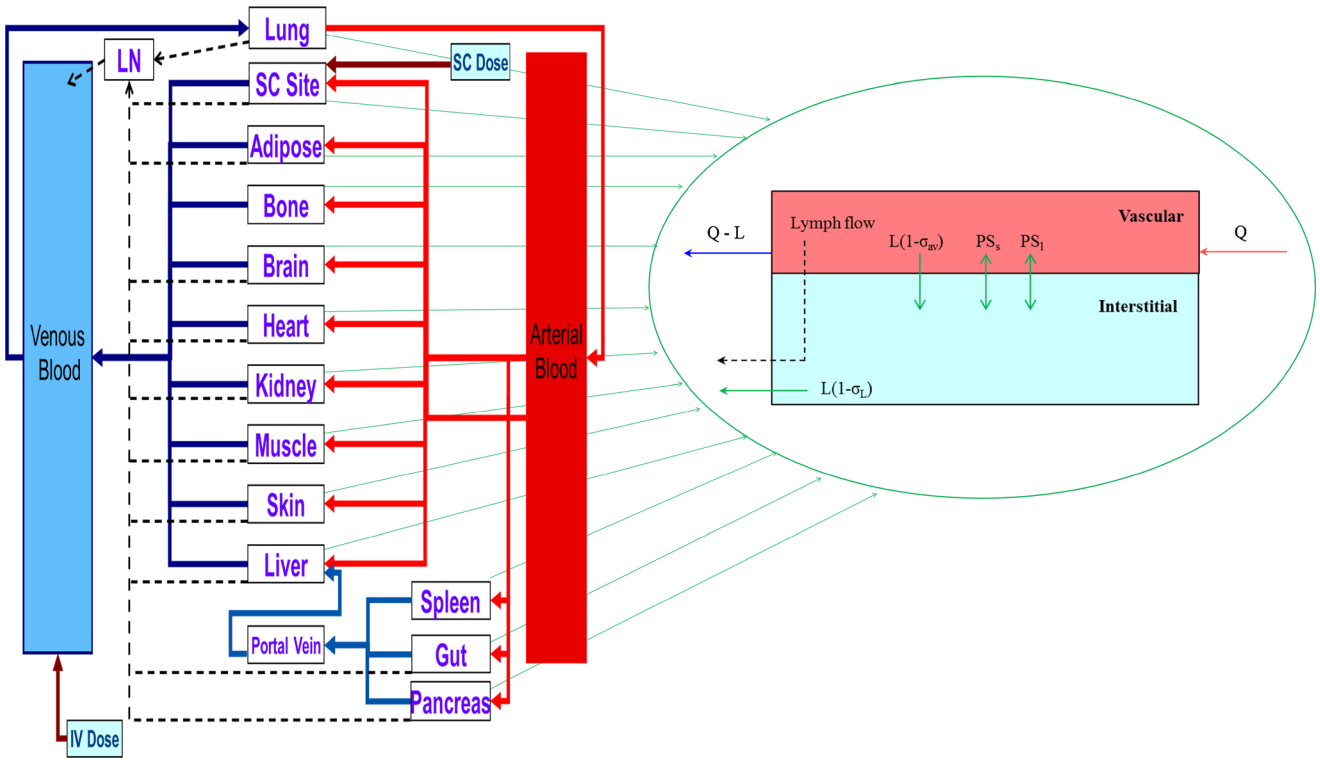 Lung
LN
SC Dose
SC Site
Adipose
Bone
Brain
Heart
Kidney
Muscle
Skin
Liver
Spleen
Portal Vein
Gut
Pancreas
Venous
Blood
Arterial
Blood
IV Dose
Vascular
Lymph flow
Q - L
L(1-σav)
PSs
PSl
Q
Interstitial
L(1-σL)